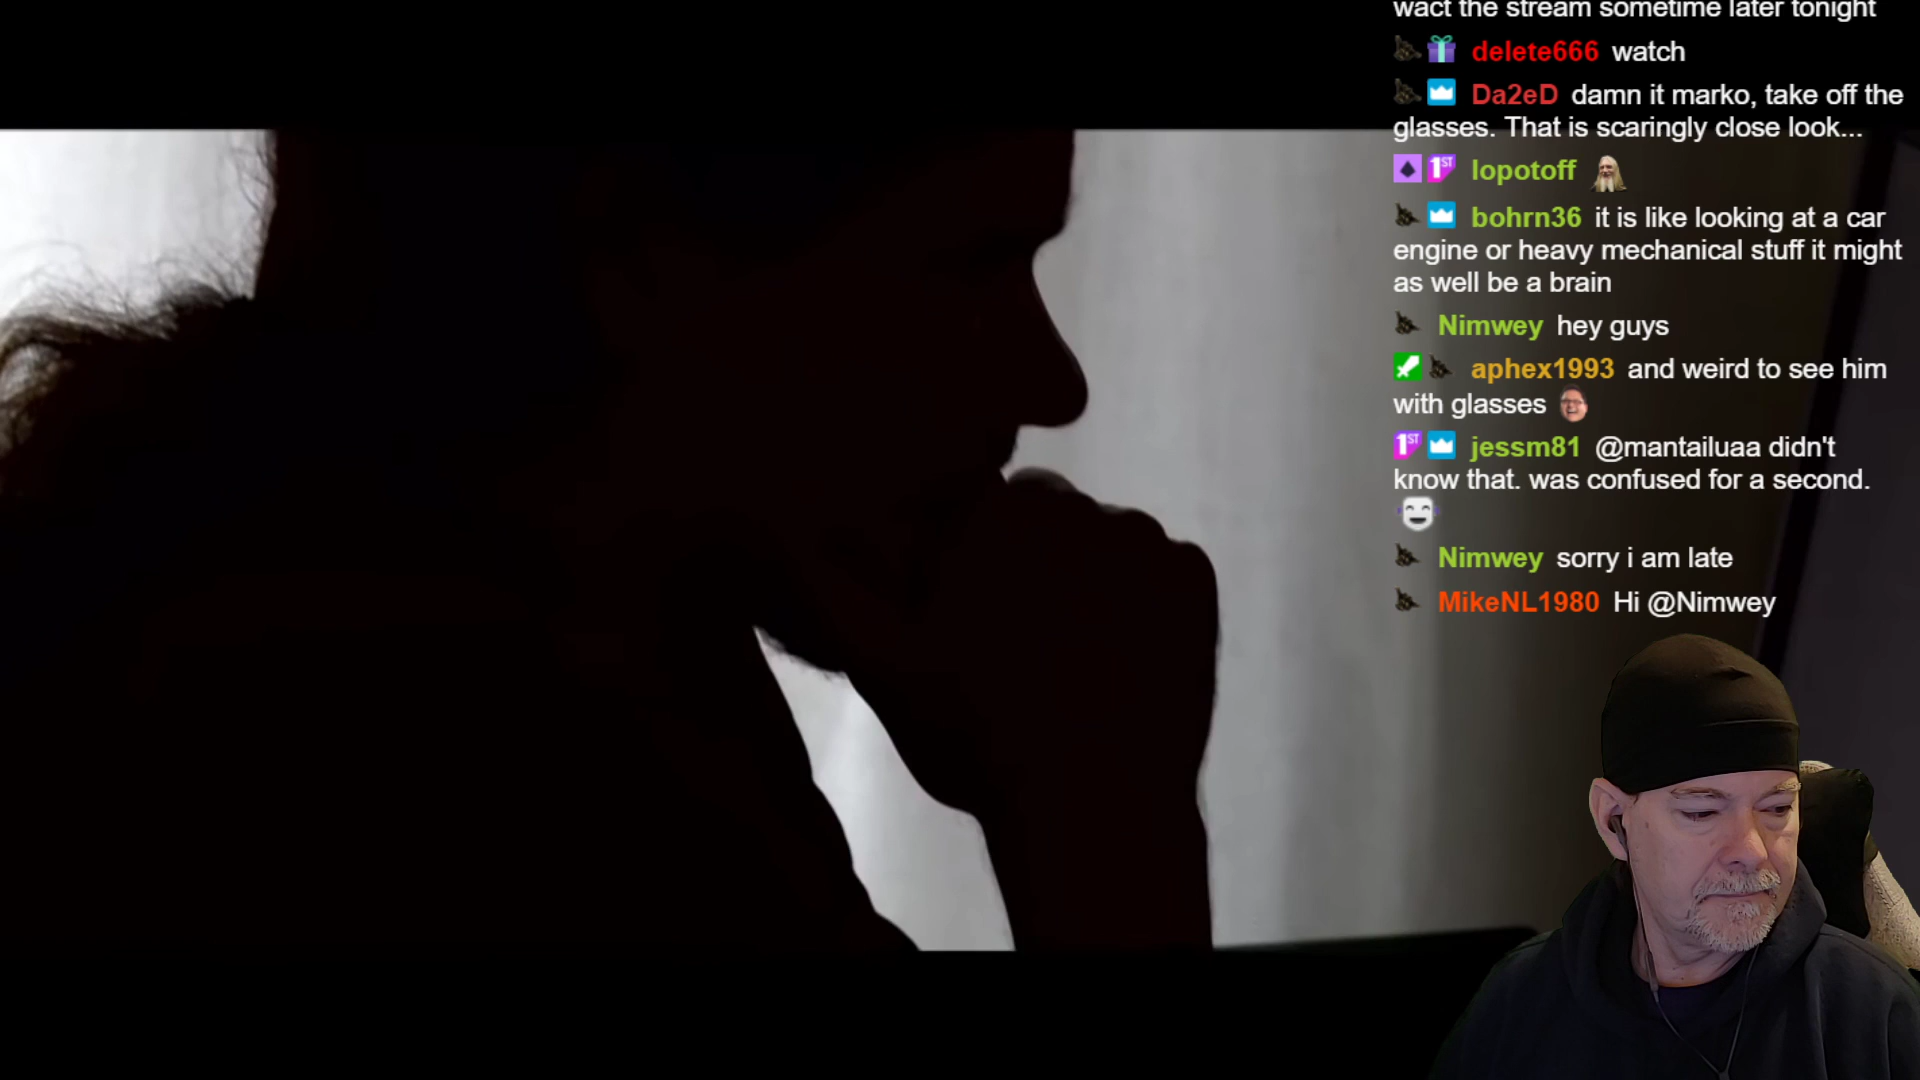 wact the stream sometime later tonight
delete666 watch
Da2eD damn it marko, take off the
glasses. That is scaringly close look...
1ST lopotoff
bohrn36 it is like looking at a car
engine or heavy mechanical stuff it might
as well be a brain
Nimwey hey guys
aphex1993 and weird to see him
with glasses
1ST jessm81 @mantailuaa didn't
know that. was confused for a second.
Nimwey sorry i am late
MikeNL1980 Hi @Nimwey